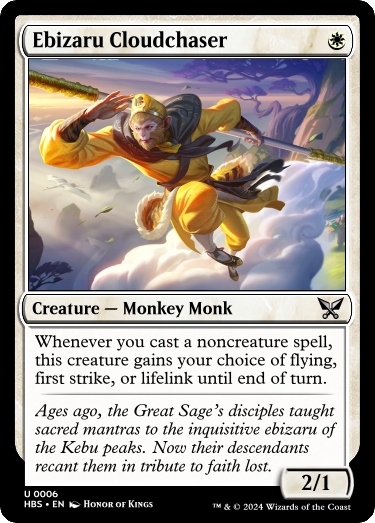 Ebizaru Cloudchaser
Creature — Monkey Monk
Whenever you cast a noncreature spell,
this creature gains your choice of flying,
first strike, or lifelink until end of turn.
Ages ago, the Great Sage's disciples taught
sacred mantras to the inquisitive ebizaru of
the Kebu peaks. Now their descendants
recant them in tribute to faith lost.
2/1
U 0006
HBS • EN Honor of Kings
™ & © 2024 Wizards of the Coast